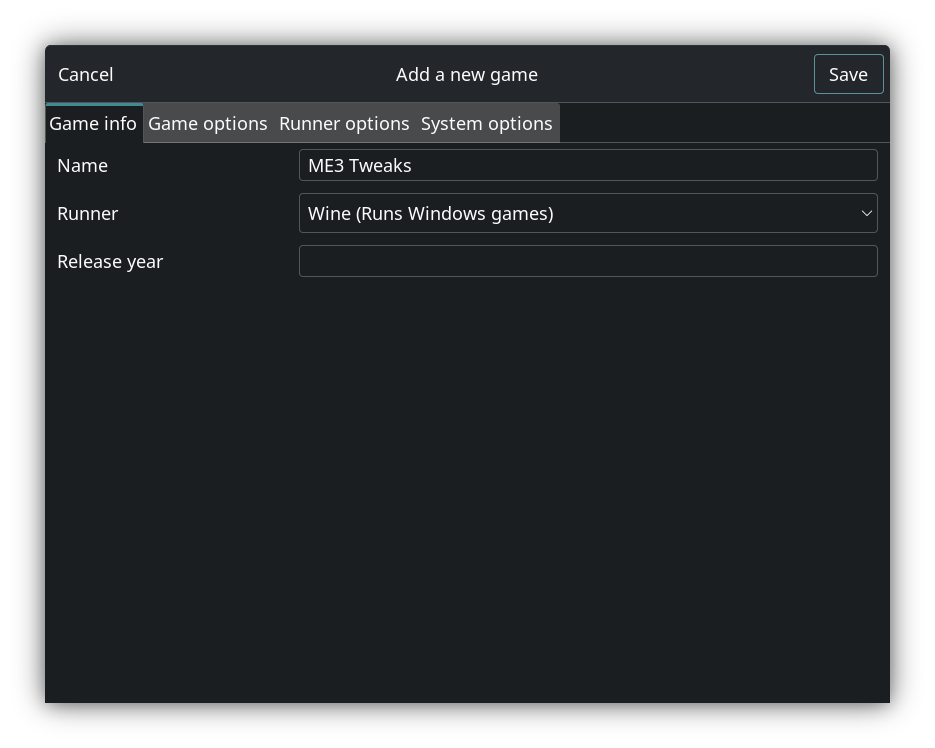 Cancel Add a new game Save
Game info Game options Runner options System options
Name ME3 Tweaks
Runner Wine (Runs Windows games)
Release year